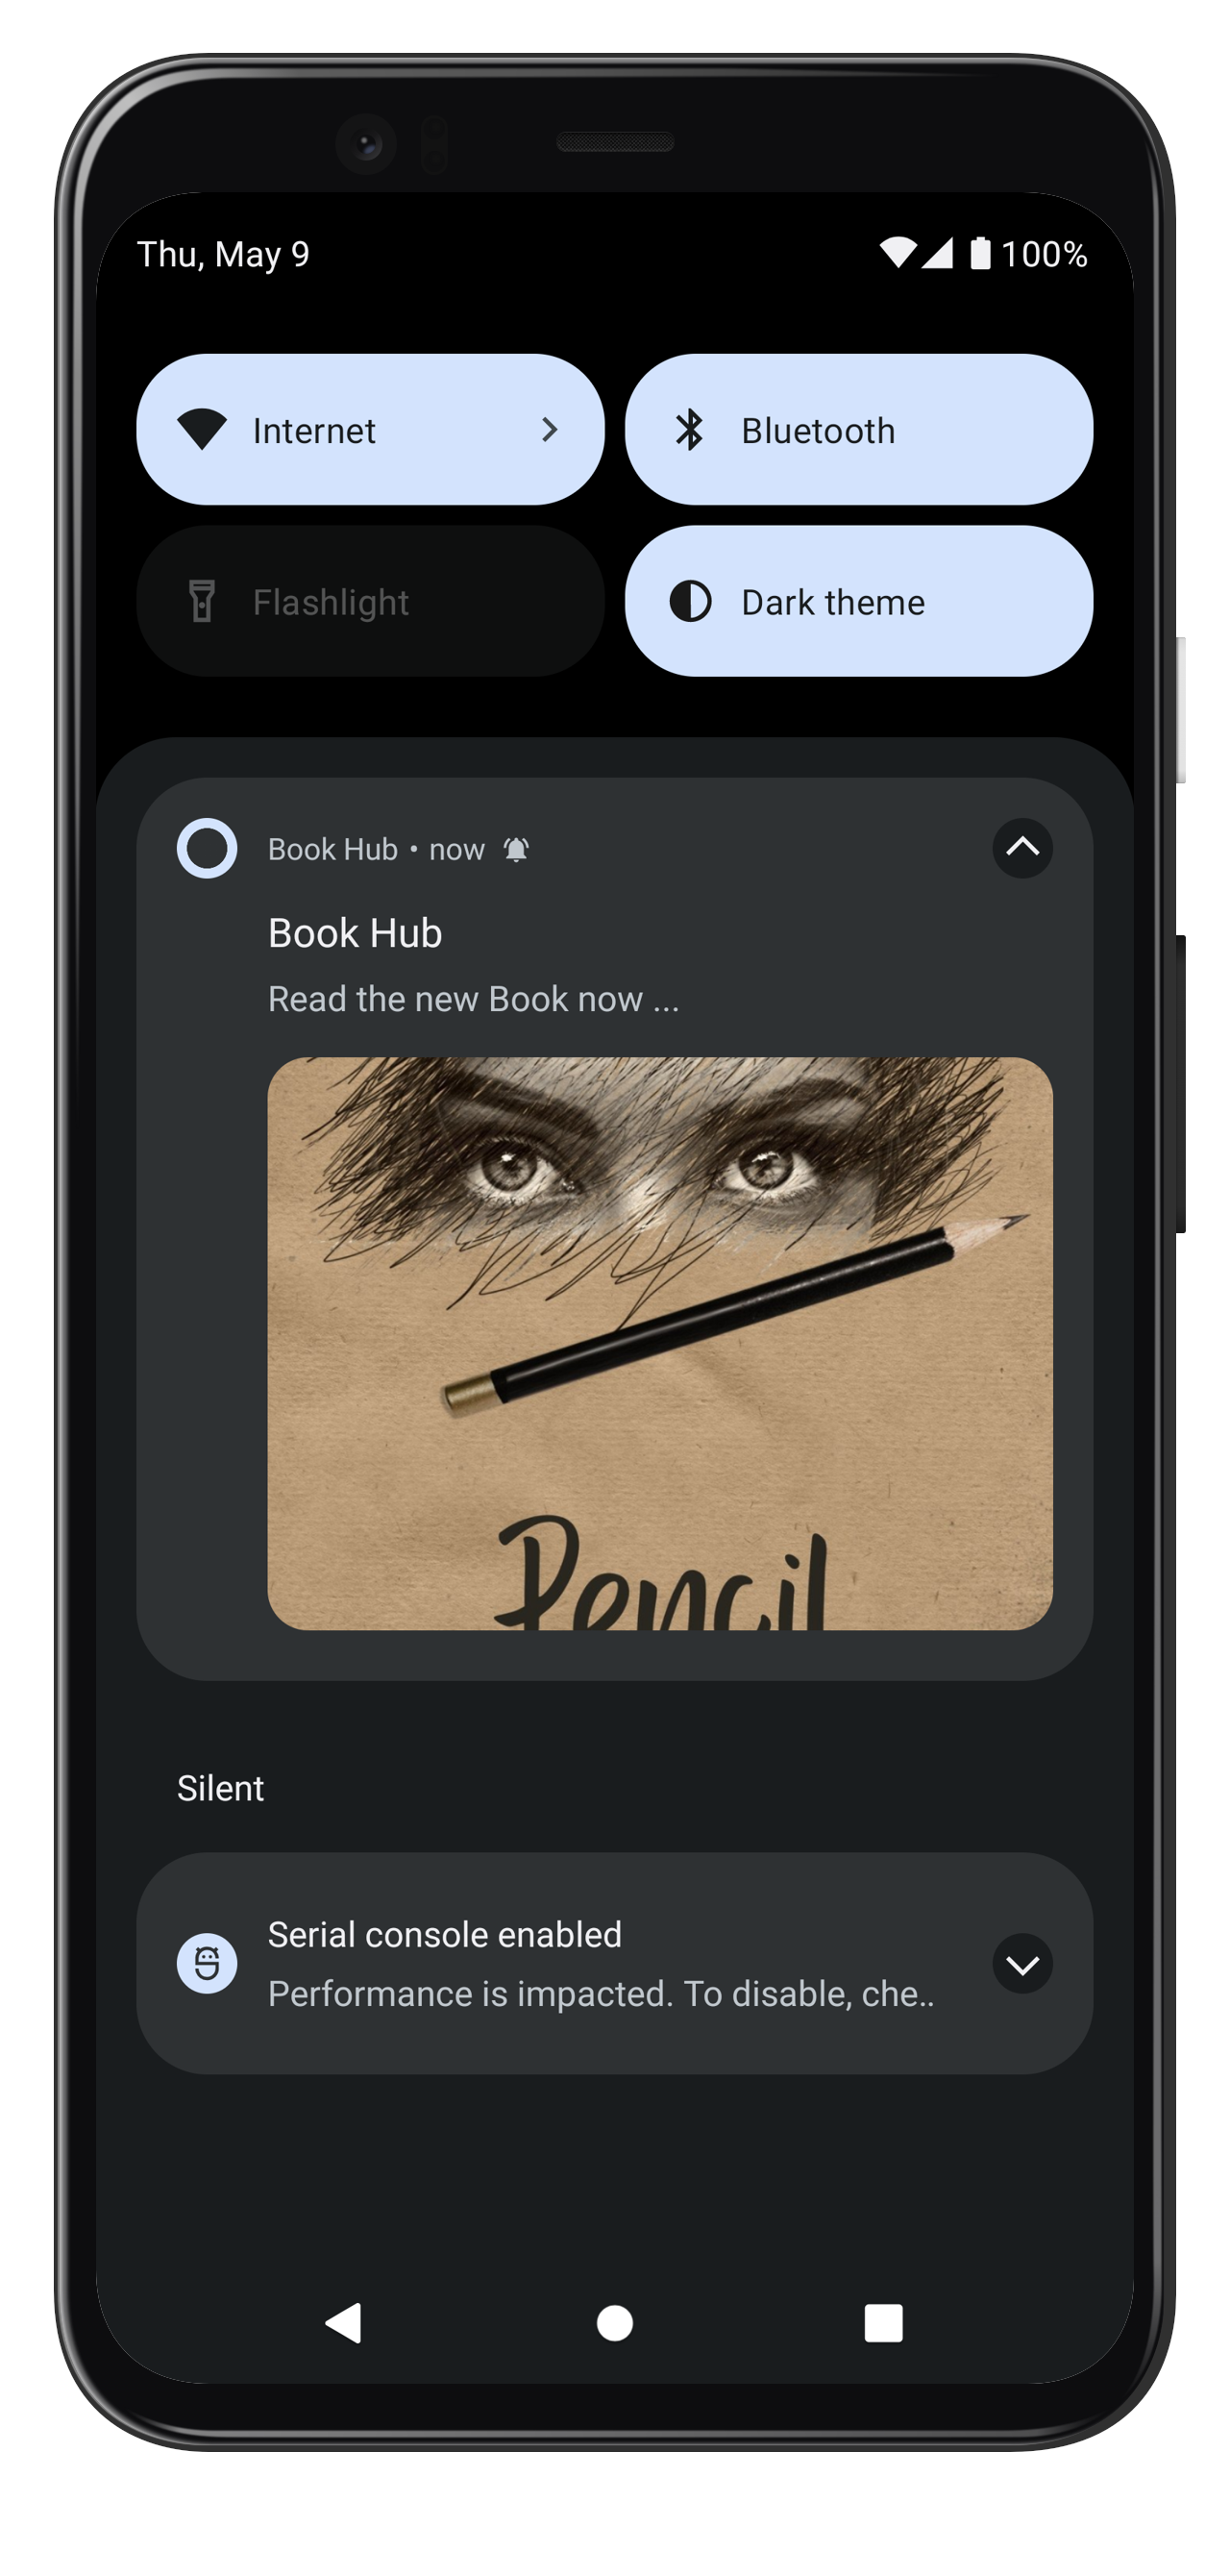 Thu, May 9 100%
Internet Bluetooth
Flashlight Dark theme
Book Hub • now
Book Hub
Read the new Book now ...
Pencil
Silent
Serial console enabled
Performance is impacted. To disable, che..